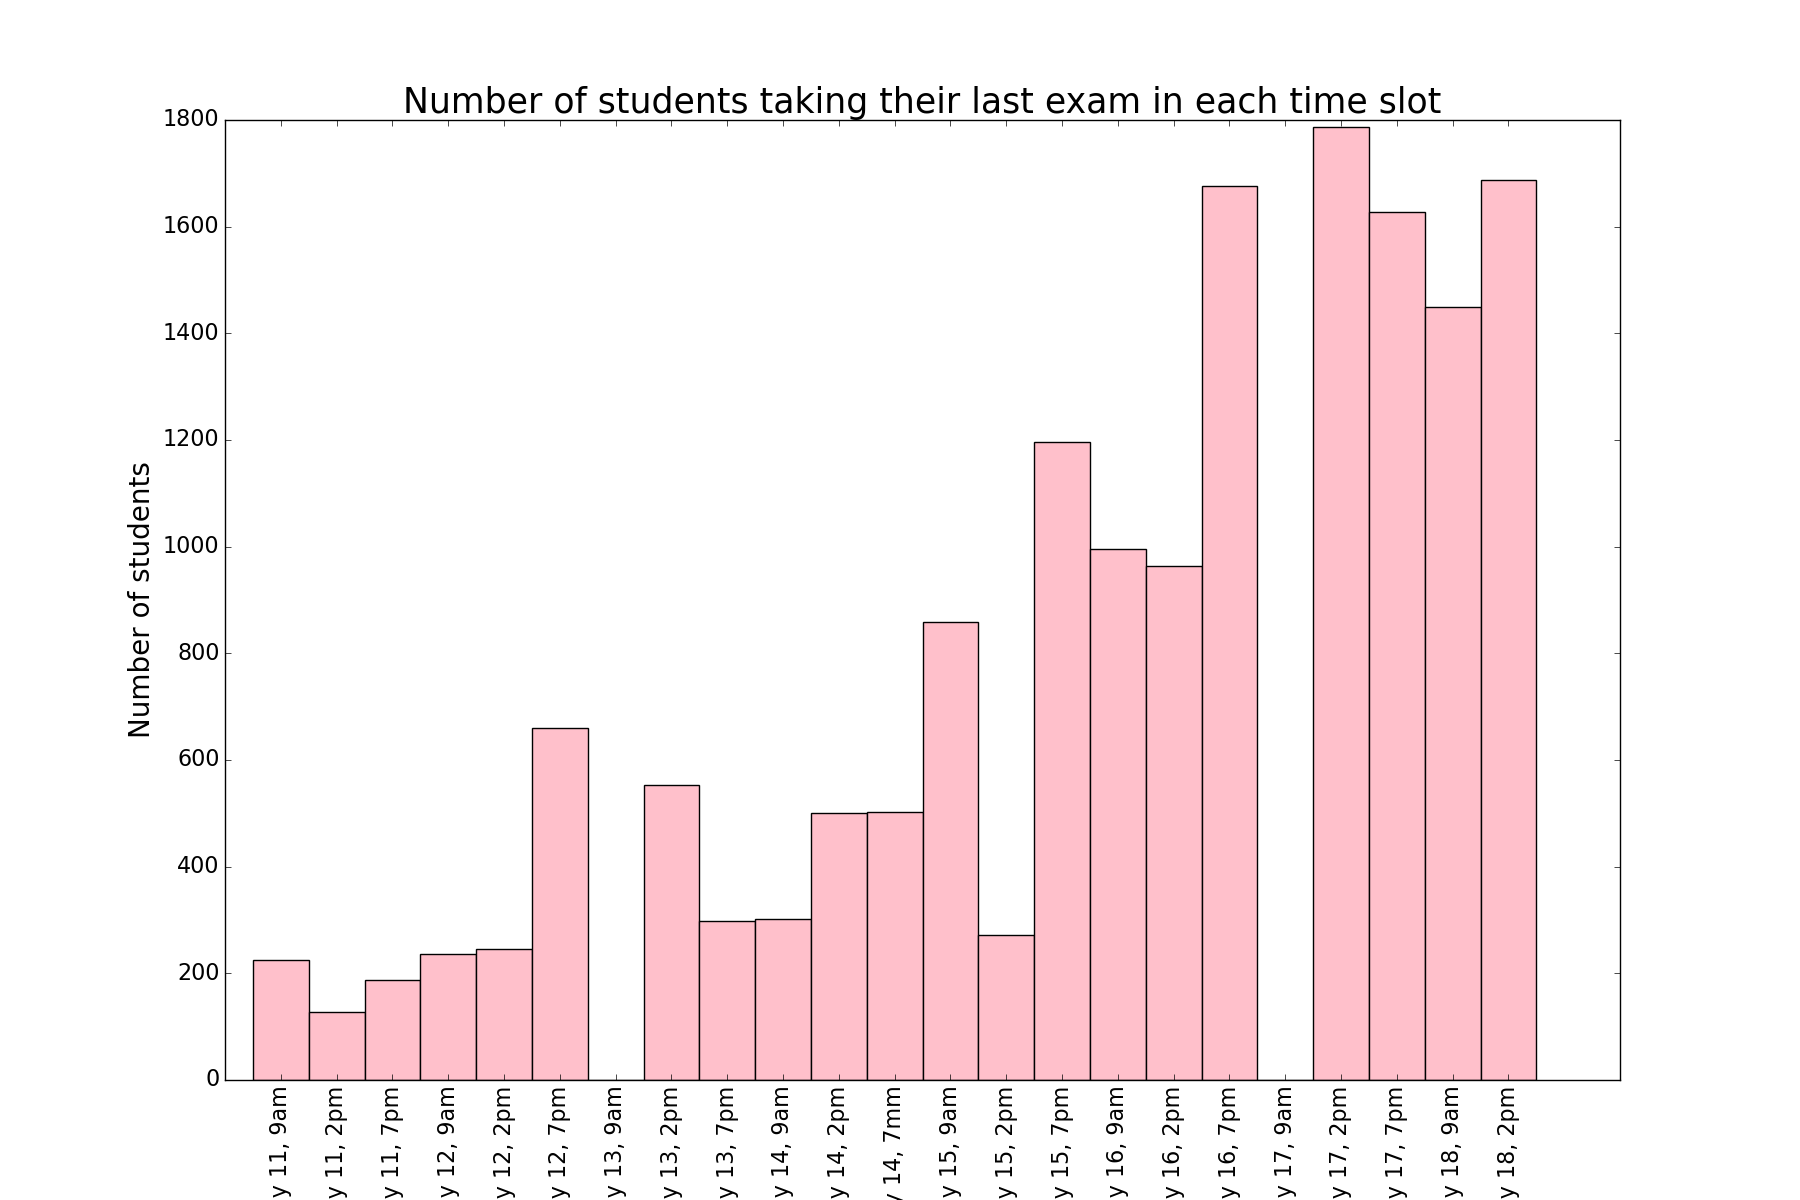 Number of students taking their last exam in each time slot
Number of students
1800
1600
1400
1200
1000
800
600
400
200
0
y 11, 9am
y 11, 2pm
y 11, 7pm
y 12, 9am
y 12, 2pm
y 12, 7pm
y 13, 9am
y 13, 2pm
y 13, 7pm
y 14, 9am
y 14, 2pm
y 14, 7mm
y 15, 9am
y 15, 2pm
y 15, 7pm
y 16, 9am
y 16, 2pm
y 16, 7pm
y 17, 9am
y 17, 2pm
y 17, 7pm
y 18, 9am
y 18, 2pm